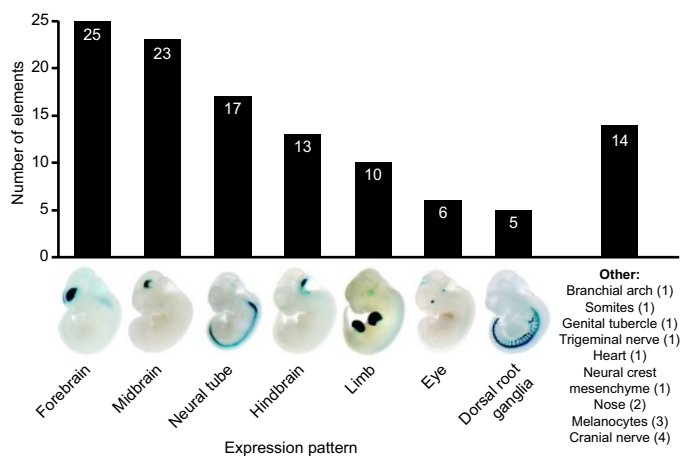 Number of elements
25
20
15
10
5
0
25
23
17
13
10
6
5
14
Forebrain
Midbrain
Neural tube
Hindbrain
Limb
Eye
Dorsal root
ganglia
Other:
Branchial arch (1)
Somites (1)
Genital tubercle (1)
Trigeminal nerve (1)
Heart (1)
Neural crest
mesenchyme (1)
Nose (2)
Melanocytes (3)
Cranial nerve (4)
Expression pattern